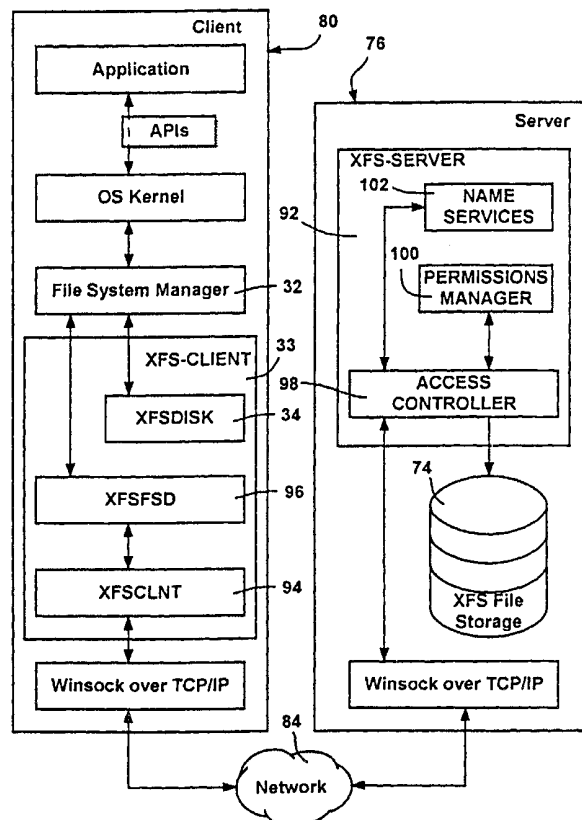 Client
80
Application
APIs
OS Kernel
File System Manager
32
XFS-CLIENT
33
XFSDISK
34
XFSFSD
96
XFSCLNT
94
Winsock over TCP/IP
76
Server
XFS-SERVER
102
NAME
SERVICES
92
100
PERMISSIONS
MANAGER
98
ACCESS
CONTROLLER
74
XFS File
Storage
Winsock over TCP/IP
84
Network